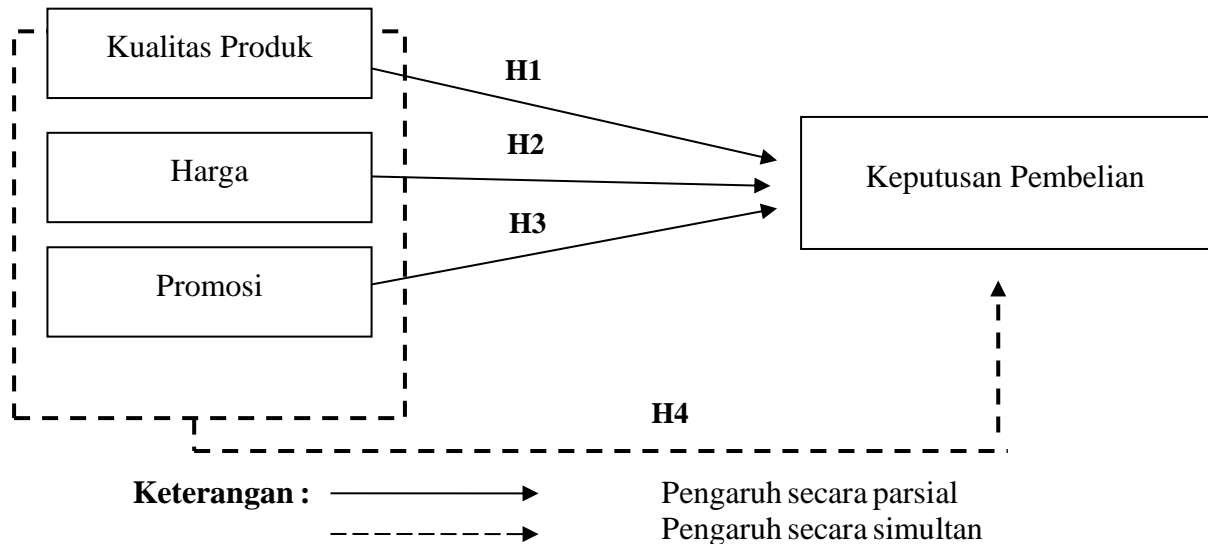 Kualitas Produk
H1
H2
Harga
Keputusan Pembelian
H3
Promosi
H4
Keterangan :
Pengaruh secara parsial
Pengaruh secara simultan